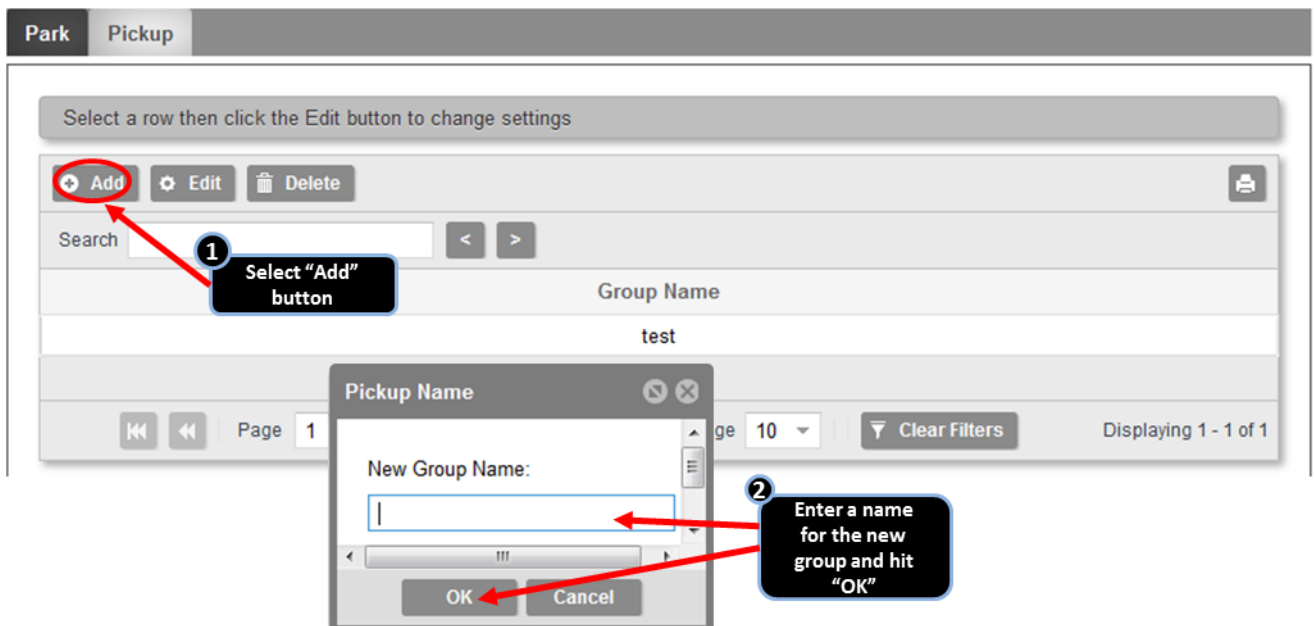 Park Pickup
Select a row then click the Edit button to change settings
Add Edit Delete
Search < >
1
Select “Add”
button
Group Name
test
Pickup Name
Page 1 ge 10 Clear Filters Displaying 1 - 1 of 1
New Group Name:
2
Enter a name
for the new
group and hit
“OK”
OK Cancel